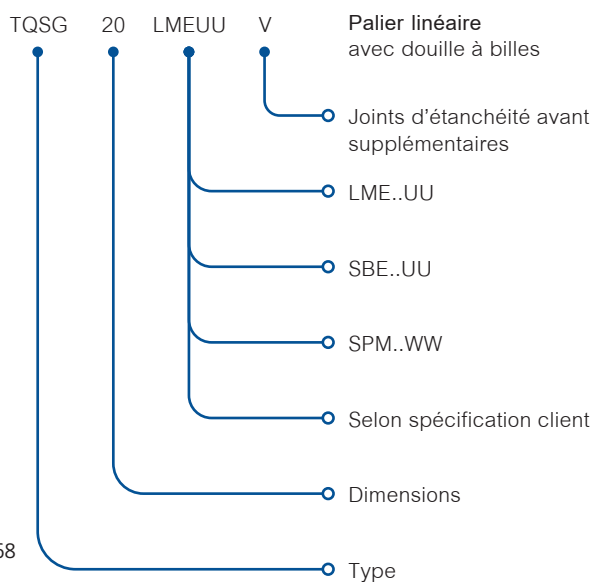 TQSG 20 LMEUU V Palier linéaire
avec douille à billes
Joints d'étanchéité avant
supplémentaires
LME..UU
SBE..UU
SPM..WW
Selon spécification client
Dimensions
68
Type